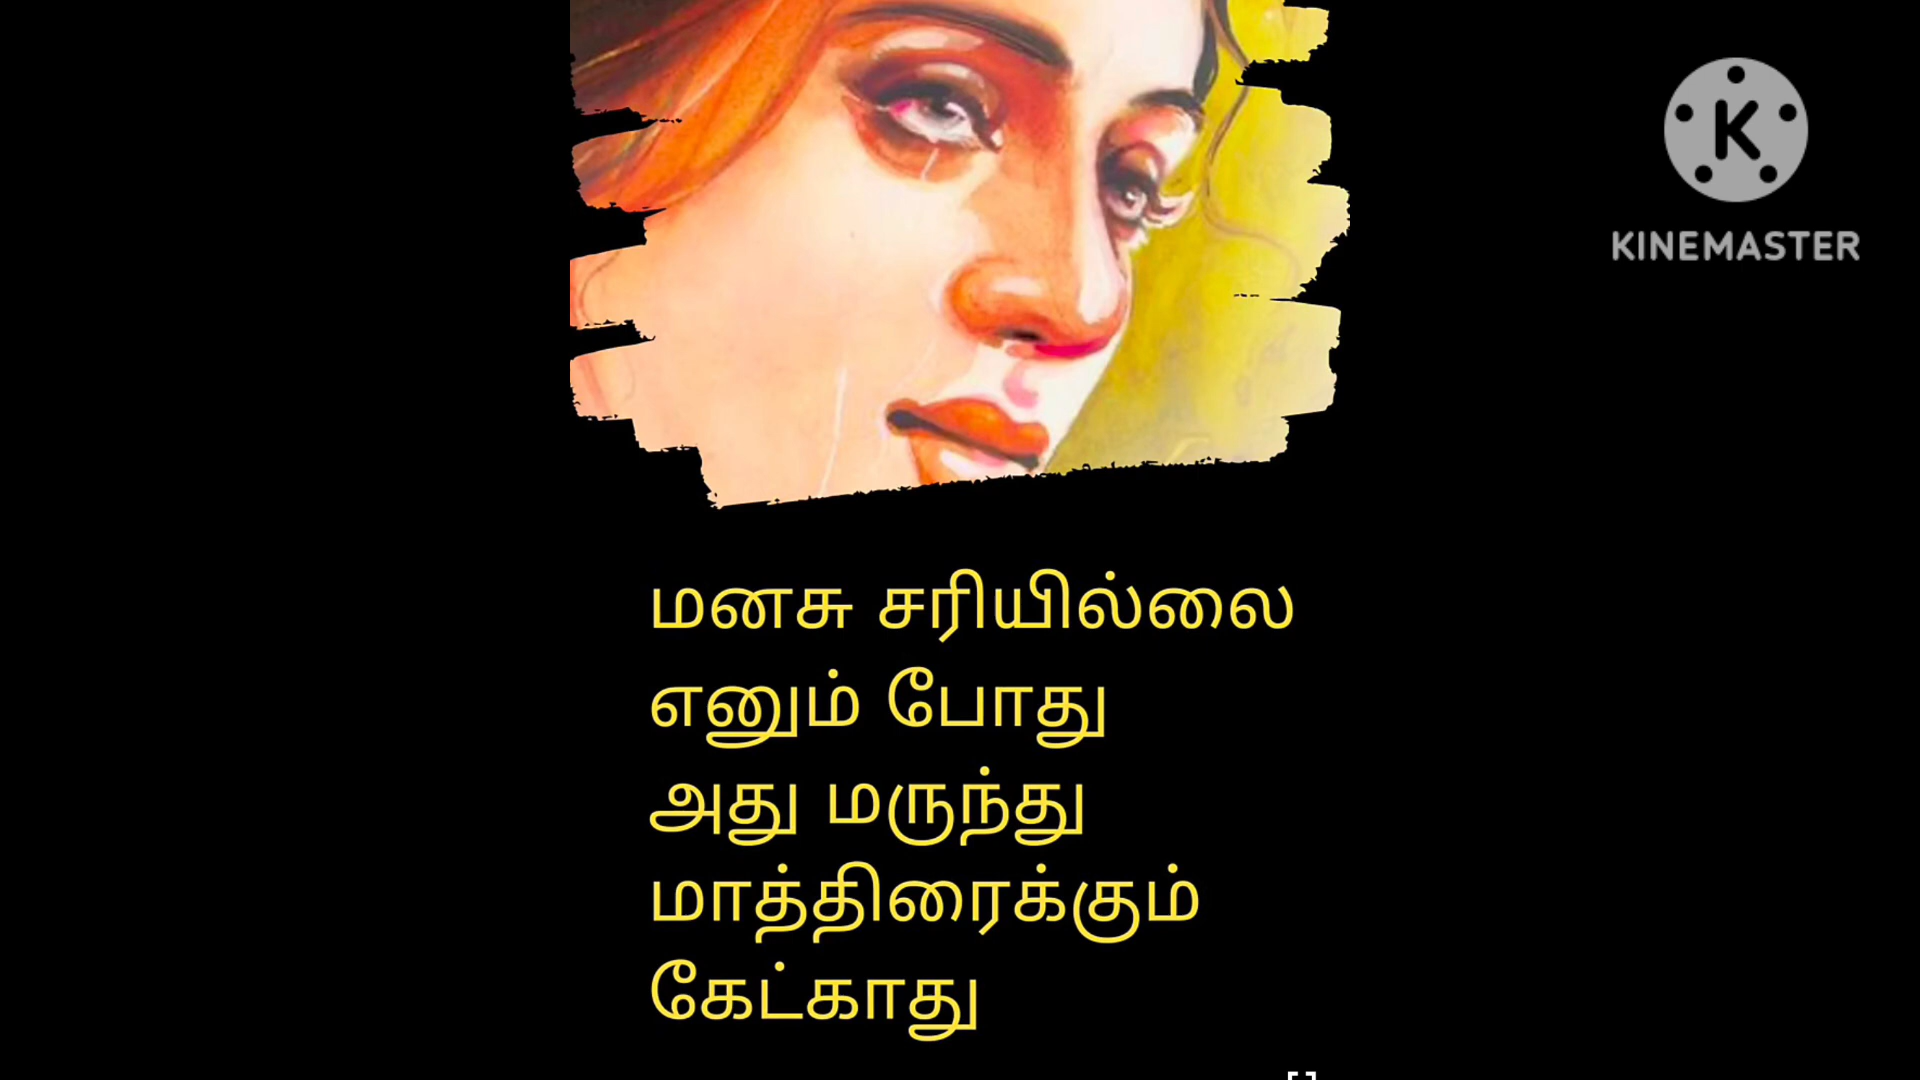 K
KINEMASTER
மனசு சரியில்லை
எனும் போது
அது மருந்து
மாத்திரைக்கும்
கேட்காது